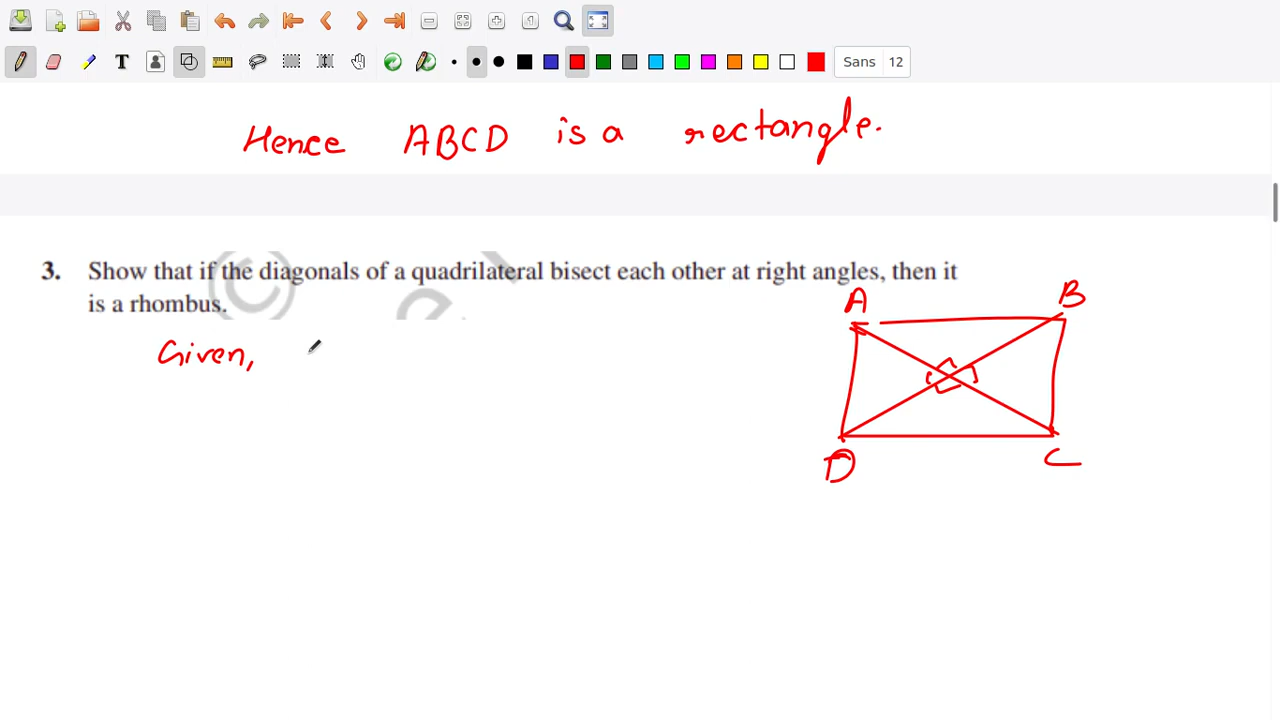 Sans 12
Hence ABCD is a rectangle.
3. Show that if the diagonals of a quadrilateral bisect each other at right angles, then it
is a rhombus.
A B
Given,
D C